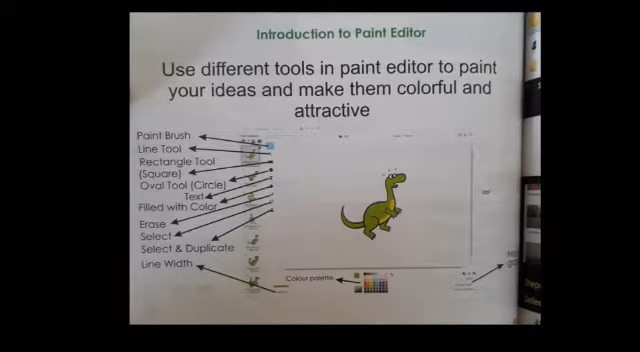 Introduction to Paint Editor
Use different tools in paint editor to paint
your ideas and make them colorful and
attractive
Paint Brush
Line Tool
Rectangle Tool
(Square)
Oval Tool (Circle)
Text
Filled with Color
Erase
Select
Select & Duplicate
Line Width
Colour palette